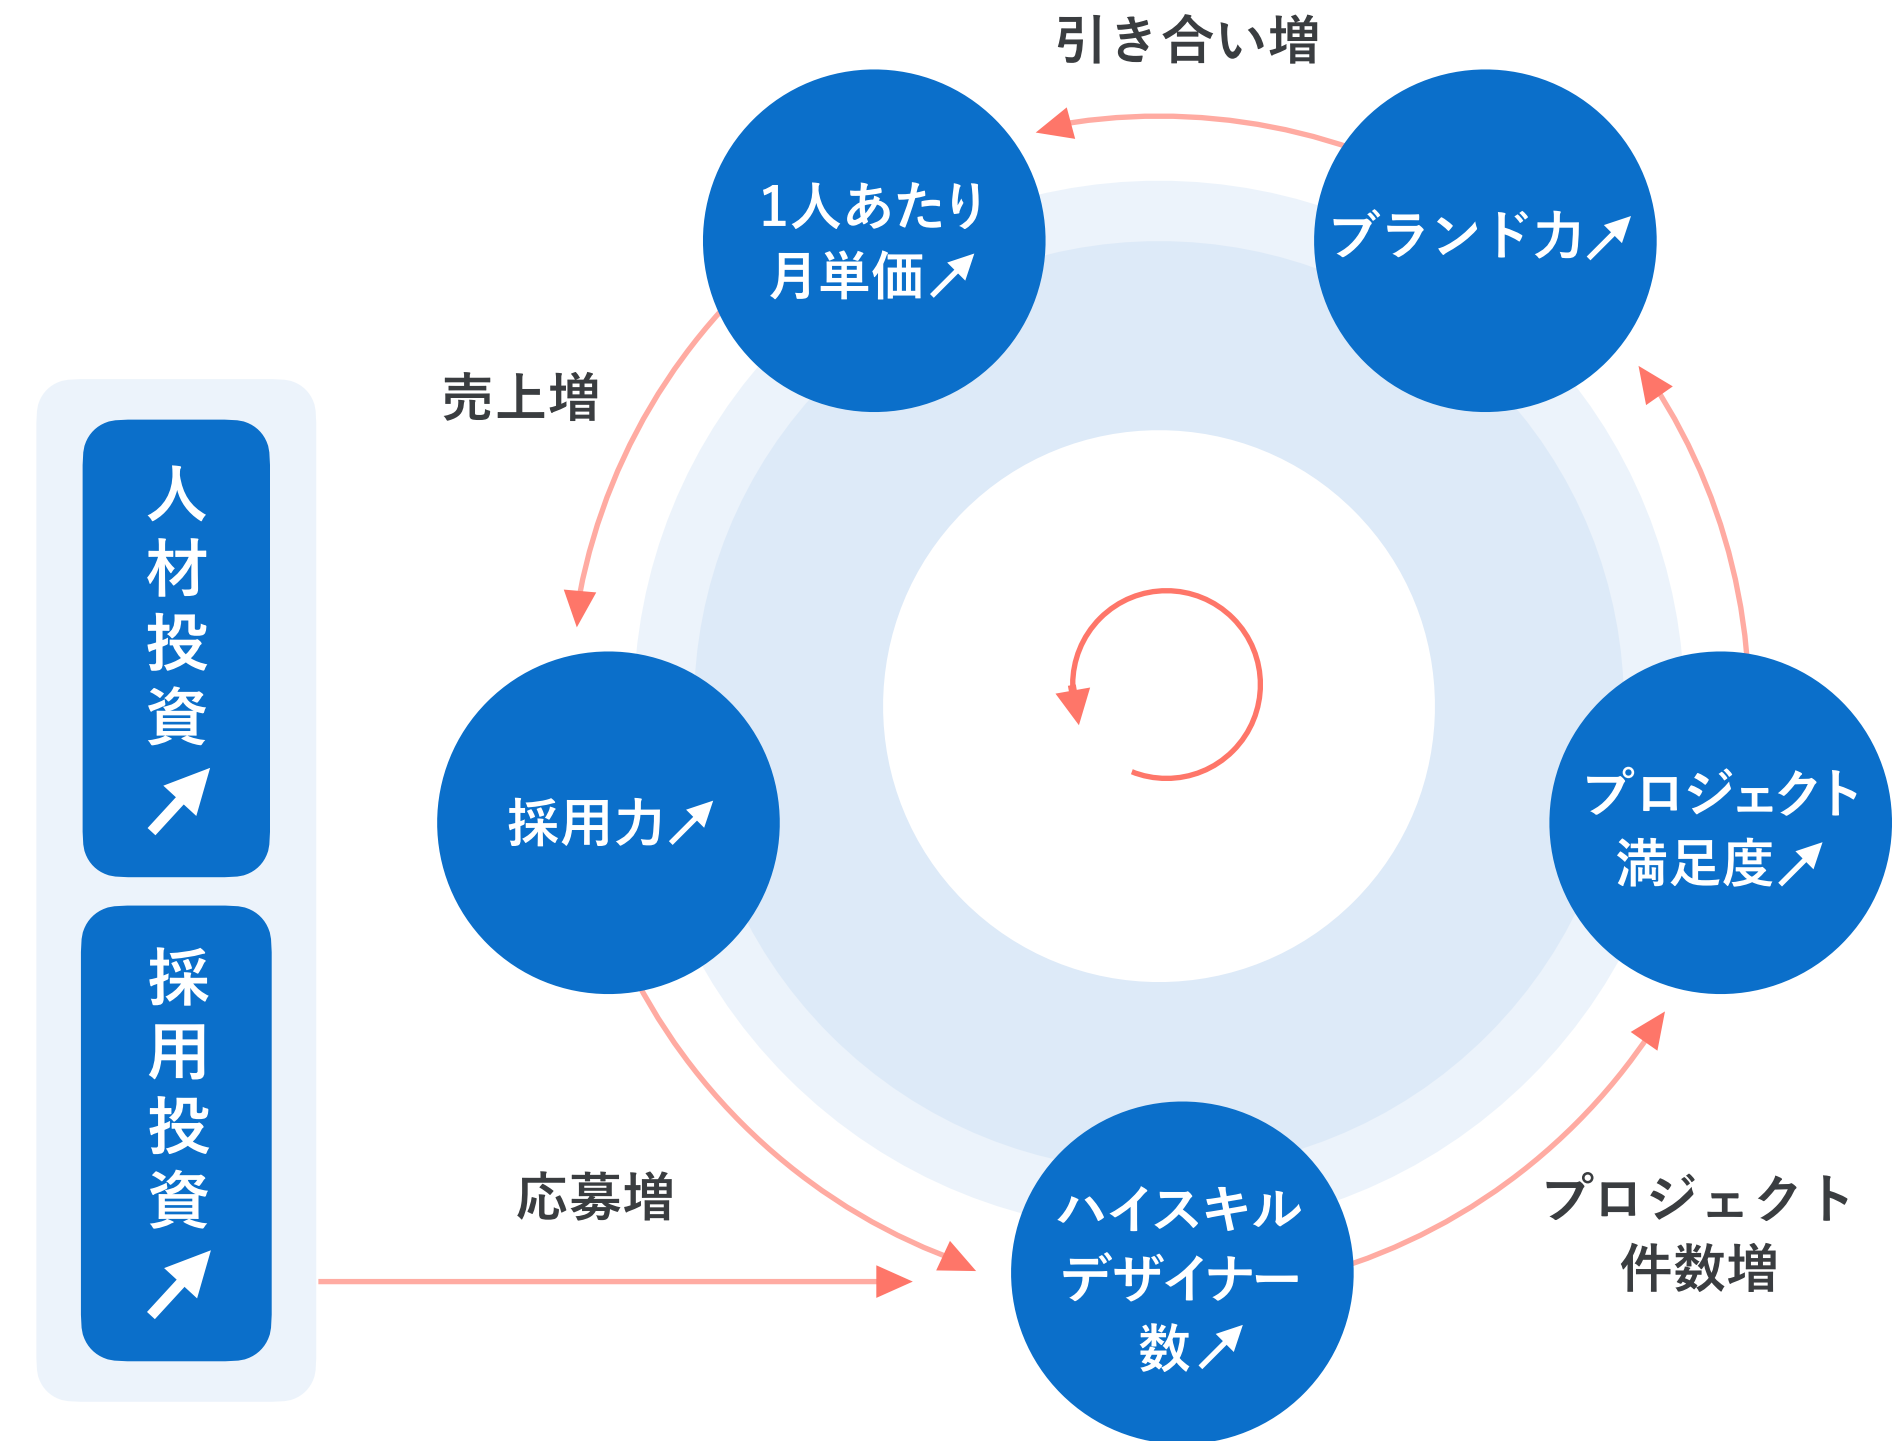 引き合い増
1人あたり
月単価↗
ブランド力↗
売上増
人材投資↗
採用力↗
プロジェクト
満足度↗
採用投資↗
応募増
ハイスキル
デザイナー
数↗
プロジェクト
件数増